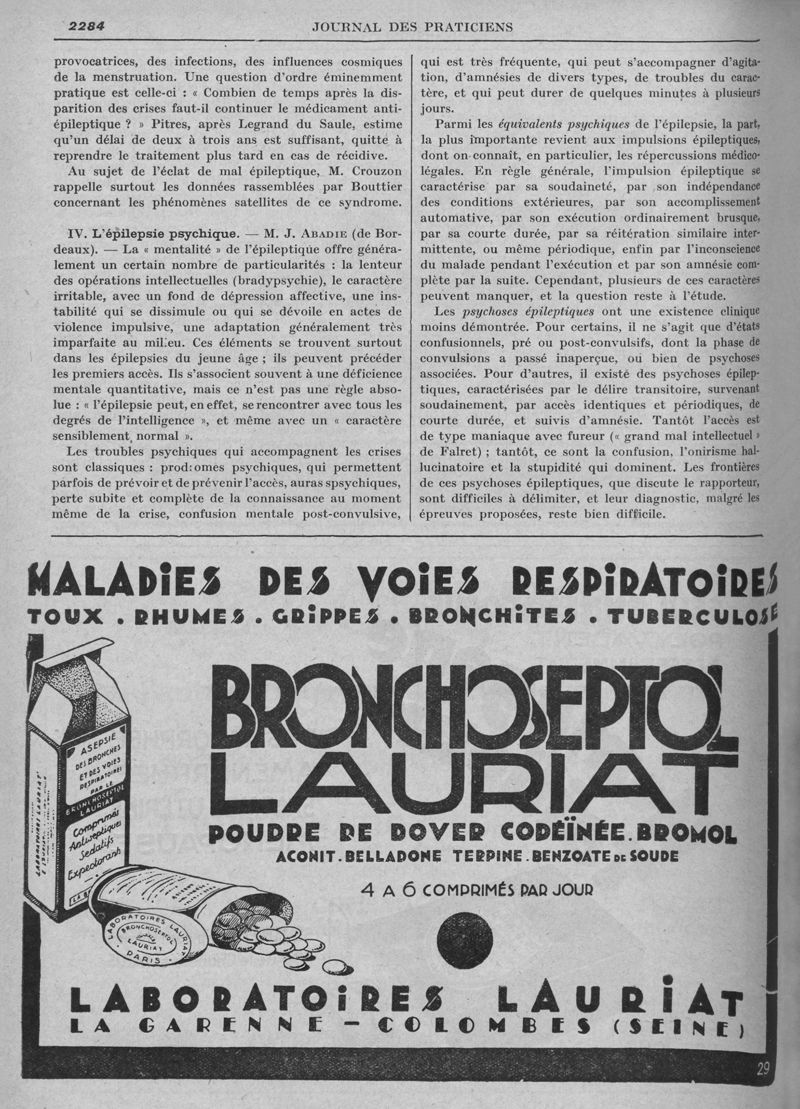 2284
JOURNAL DES PRATICIENS
provocatrices, des infections, des influences cosmiques
de la menstruation. Une question d'ordre éminemment
pratique est celle-ci : « Combien de temps après la dis-
parition des crises faut-il continuer le médicament anti-
épileptique ? » Pitres, après Legrand du Saule, estime
qu'un délai de deux à trois ans est suffisant, quitte à
reprendre le traitement plus tard en cas de récidive.
Au sujet de l'éclat de mal épileptique, M. Crouzon
rappelle surtout les données rassemblées par Bouttier
concernant les phénomènes satellites de ce syndrome.
IV. L'épilepsie psychique. — M. J. ABADIE (de Bor-
deaux). — La « mentalité » de l'épileptique offre généra-
lement un certain nombre de particularités : la lenteur
des opérations intellectuelles (bradypsychie), le caractère
irritable, avec un fond de dépression affective, une ins-
tabilité qui se dissimule ou qui se dévoile en actes de
violence impulsive, une adaptation généralement très
imparfaite au milieu. Ces éléments se trouvent surtout
dans les épilepsies du jeune âge ; ils peuvent précéder
les premiers accès. Ils s'associent souvent à une déficience
mentale quantitative, mais ce n'est pas une règle abso-
lue : « l'épilepsie peut, en effet, se rencontrer avec tous les
degrés de l'intelligence », et même avec un « caractère
sensiblement normal ».
Les troubles psychiques qui accompagnent les crises
sont classiques : prodromes psychiques, qui permettent
parfois de prévoir et de prévenir l'accès, auras spsychiques,
perte subite et complète de la connaissance au moment
même de la crise, confusion mentale post-convulsive,
qui est très fréquente, qui peut s'accompagner d'agita-
tion, d'amnésies de divers types, de troubles du carac-
tère, et qui peut durer de quelques minutes à plusieurs
jours.
Parmi les équivalents psychiques de l'épilepsie, la part,
la plus importante revient aux impulsions épileptiques,
dont on connaît, en particulier, les répercussions médico-
légales. En règle générale, l'impulsion épileptique se
caractérise par sa soudaineté, par son indépendance
des conditions extérieures, par son accomplissement
automative, par son exécution ordinairement brusque,
par sa courte durée, par sa réitération similaire inter-
mittente, ou même périodique, enfin par l'inconscience
du malade pendant l'exécution et par son amnésie com-
plète par la suite. Cependant, plusieurs de ces caractères
peuvent manquer, et la question reste à l'étude.
Les psychoses épileptiques ont une existence clinique
moins démontrée. Pour certains, il ne s'agit que d'états
confusionnels, pré ou post-convulsifs, dont la phase de
convulsions a passé inaperçue, ou bien de psychoses
associées. Pour d'autres, il existé des psychoses épilep-
tiques, caractérisées par le délire transitoire, survenant
soudainement, par accès identiques et périodiques, de
courte durée, et suivis d'amnésie. Tantôt l'accès est
de type maniaque avec fureur (« grand mal intellectuel »
de Falret) ; tantôt, ce sont la confusion, l'onirisme hal-
lucinatoire et la stupidité qui dominent. Les frontières
de ces psychoses épileptiques, que discute le rapporteur,
sont difficiles à délimiter, et leur diagnostic, malgré les
épreuves proposées, reste bien difficile.
MALADIES DES VOIES RESPIRATOIRES
TOUX . RHUMES . GRIPPES . BRONCHITES . TUBERCULOSE
BRONCHOSEPTOL
LAURIAT
POUDRE DE DOVER CODÉÏNÉE . BROMOL
ACONIT . BELLADONE TERPINE . BENZOATE DE SOUDE
4 A 6 COMPRIMÉS PAR JOUR
ASEPSIE
DES BRONCHES
ET DES VOIES
RESPIRATOIRES
PAR LE
BRONCHOSEPTOL
LAURIAT
Comprimés
Antiseptiques
Sédatifs
Expectorants
LABORATOIRES LAURIAT
LABORATOIRES LAURIAT
BRONCHOSEPTOL
LAURIAT
PARIS
LABORATOIRES LAURIAT
LA GARENNE - COLOMBES (SEINE)
29